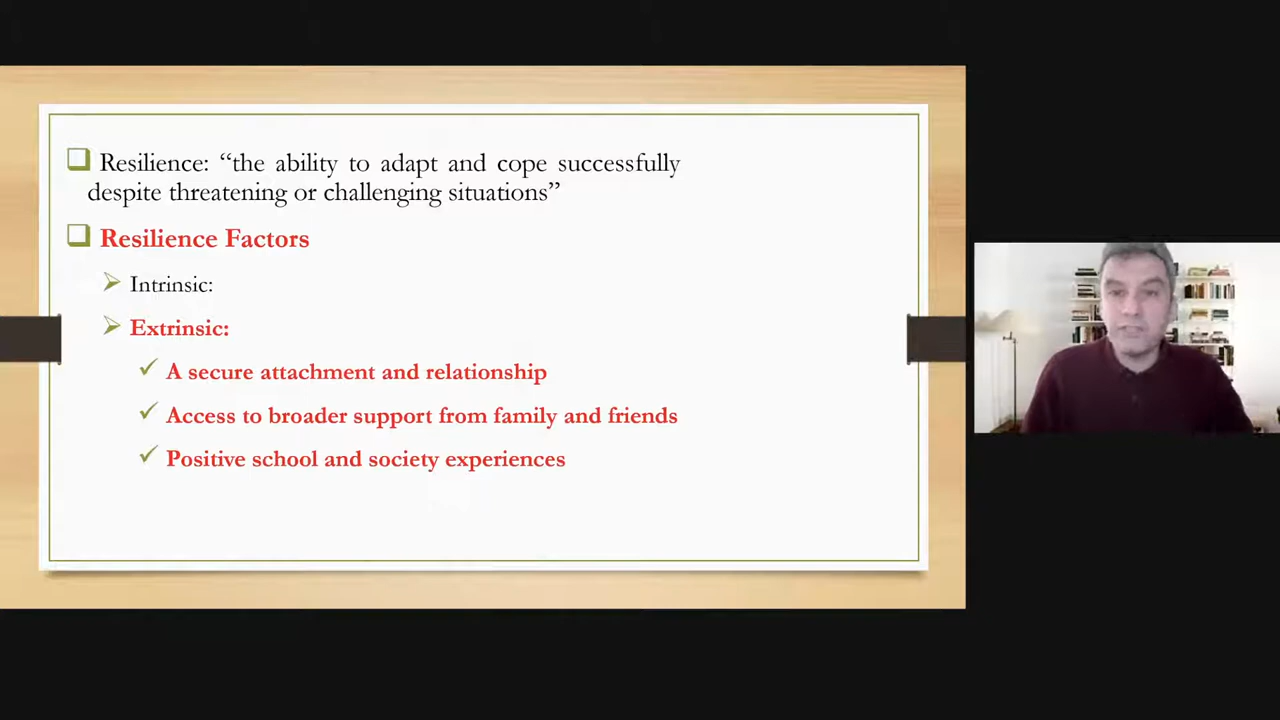 Resilience: “the ability to adapt and cope successfully
despite threatening or challenging situations”
Resilience Factors
Intrinsic:
Extrinsic:
A secure attachment and relationship
Access to broader support from family and friends
Positive school and society experiences